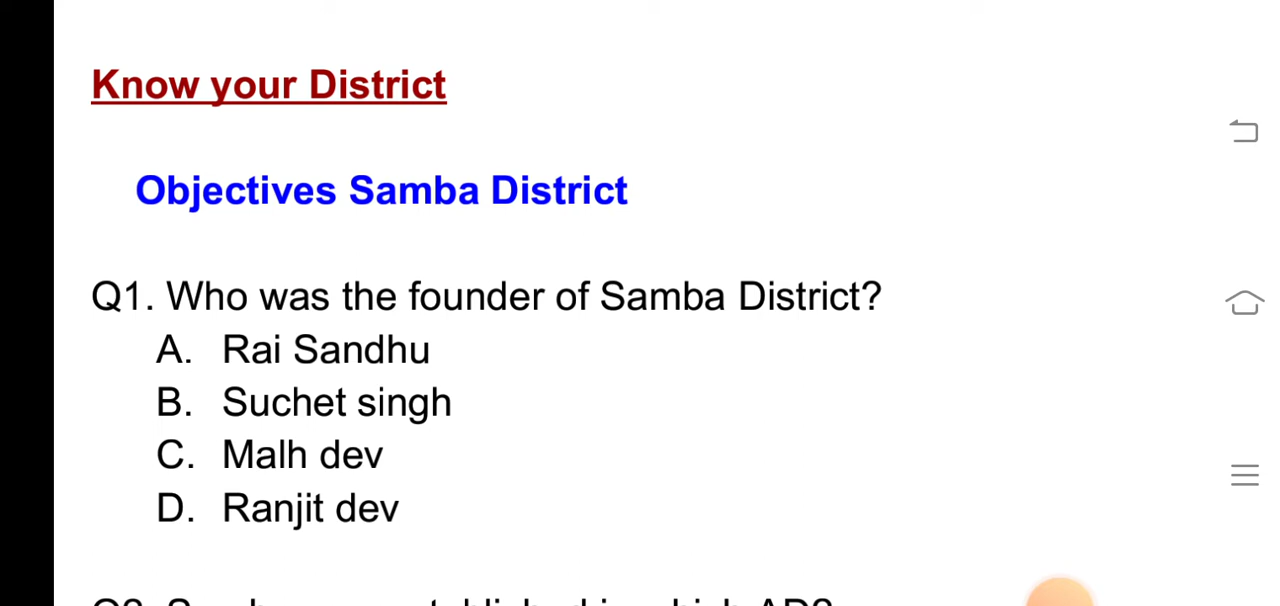 Know your District
Objectives Samba District
Q1. Who was the founder of Samba District?
A. Rai Sandhu
B. Suchet singh
C. Malh dev
D. Ranjit dev